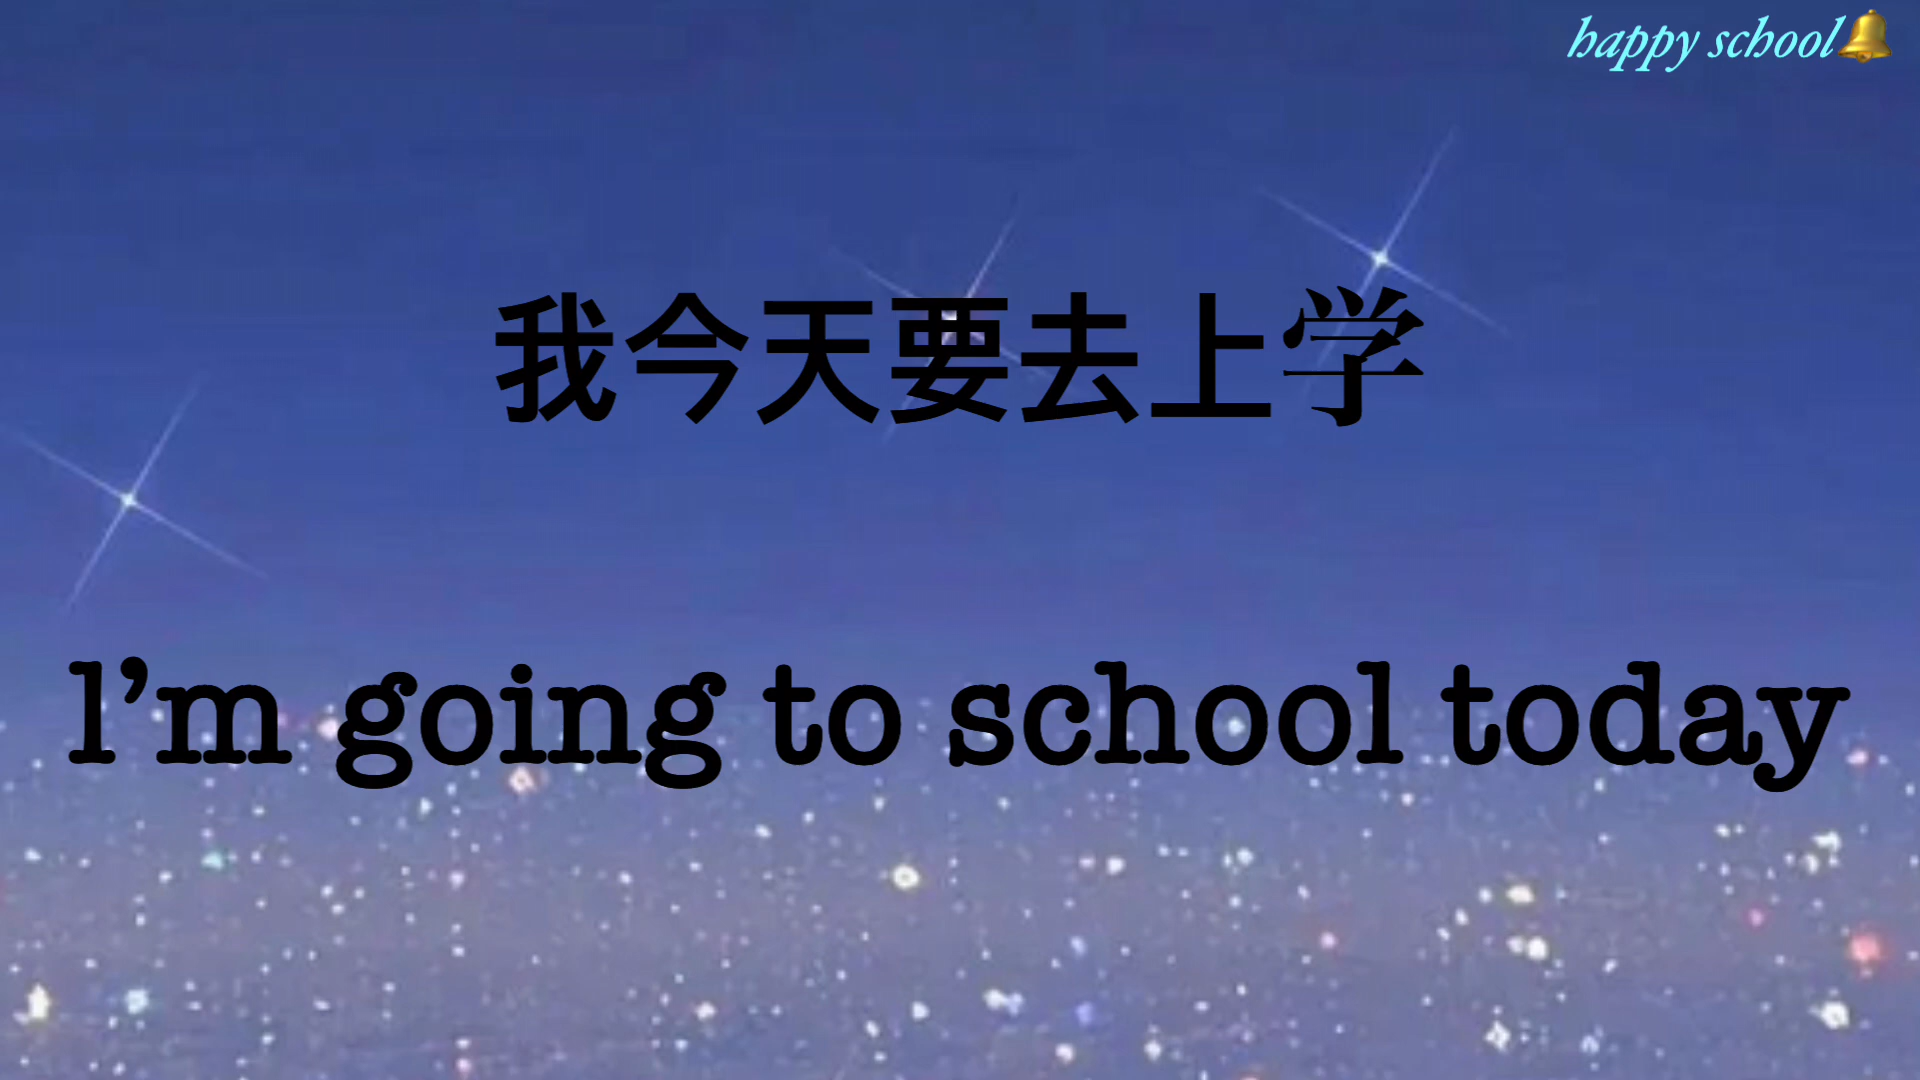 happy school🔔
我今天要去上学
I’m going to school today